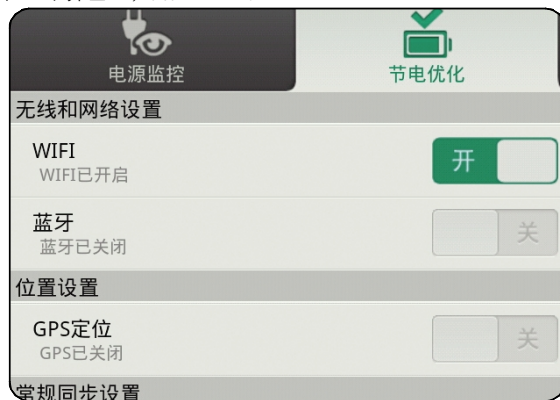 电源监控
节电优化
无线和网络设置
WIFI
WIFI已开启
开
蓝牙
蓝牙已关闭
关
位置设置
GPS定位
GPS已关闭
关
常规同步设置